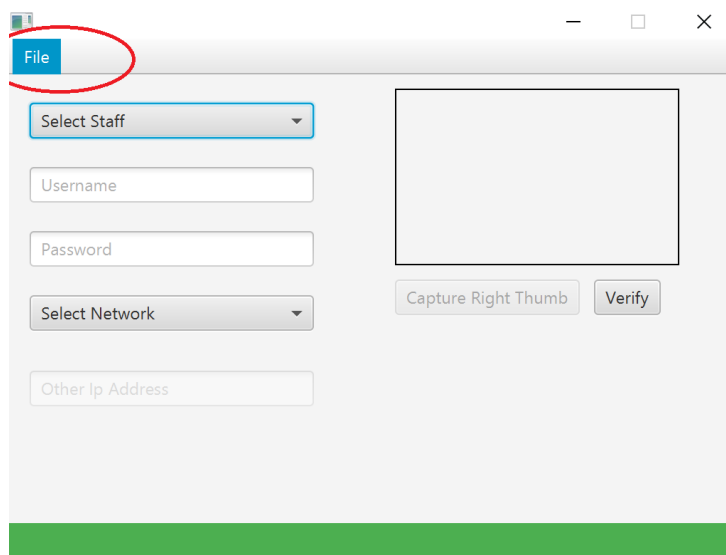 File
Select Staff
Username
Password
Select Network
Other Ip Address
Capture Right Thumb
Verify